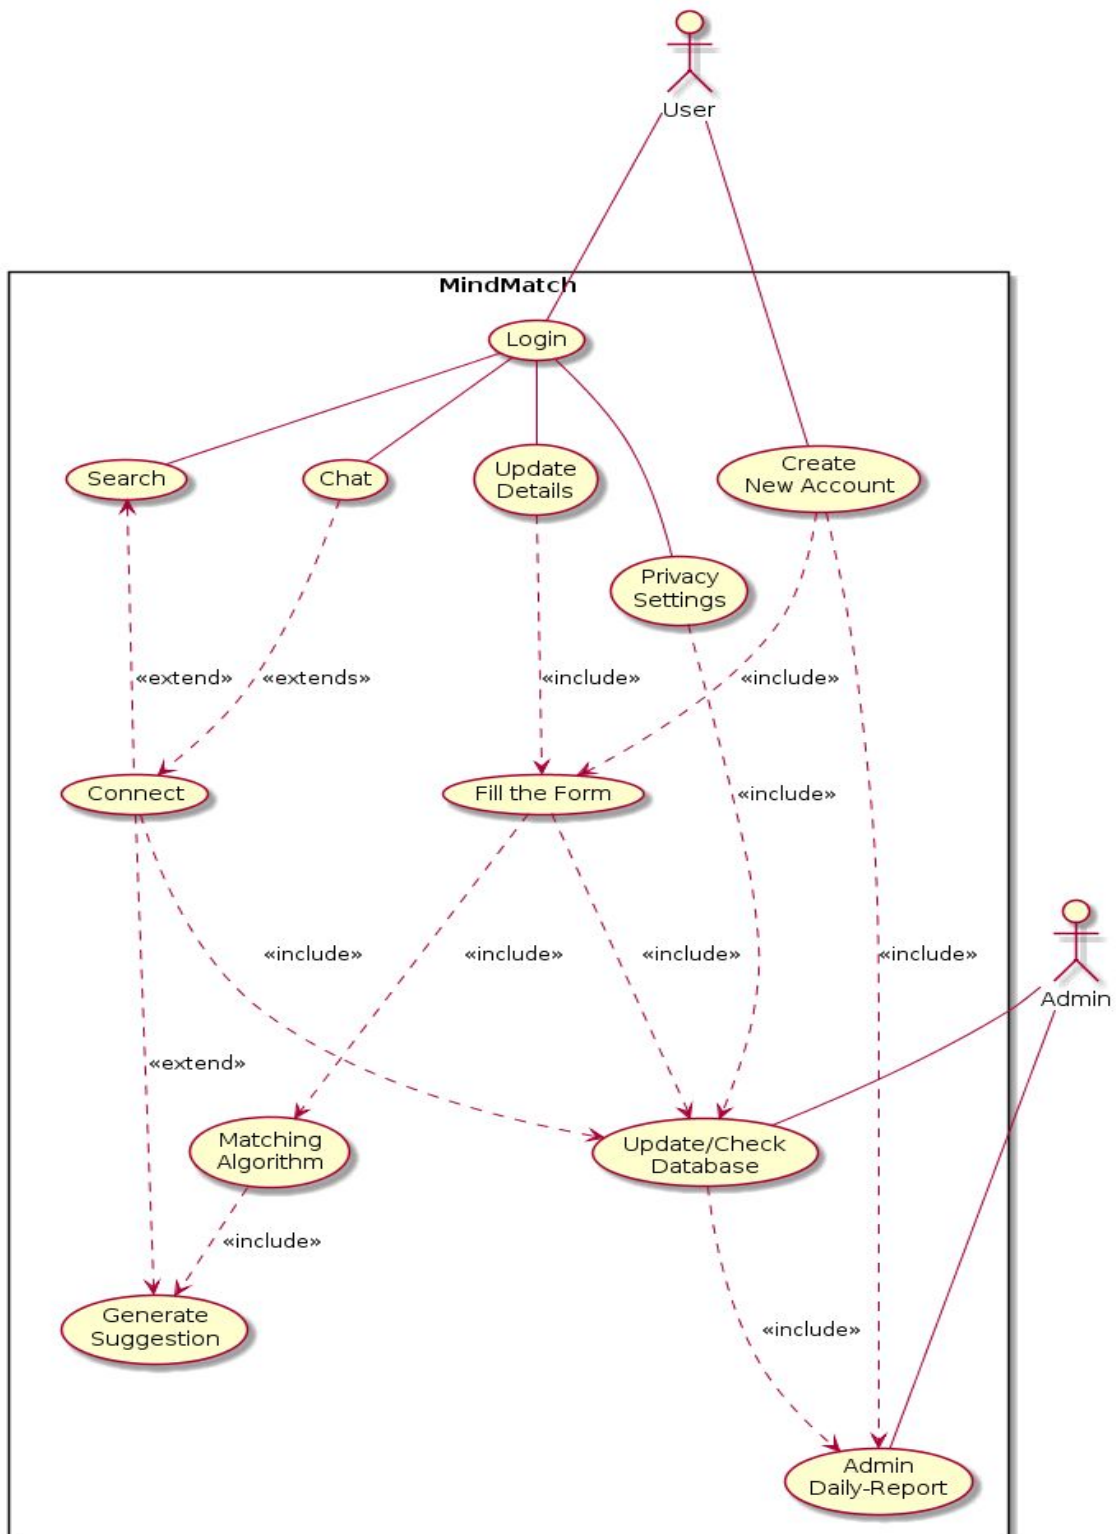 User
MindMatch
Login
Search
Chat
Update
Details
Create
New Account
Privacy
Settings
«extend»
«extends»
«include»
«include»
Connect
Fill the Form
«include»
«include»
«include»
«include»
«include»
Admin
«extend»
Matching
Algorithm
Update/Check
Database
«include»
Generate
Suggestion
«include»
Admin
Daily-Report